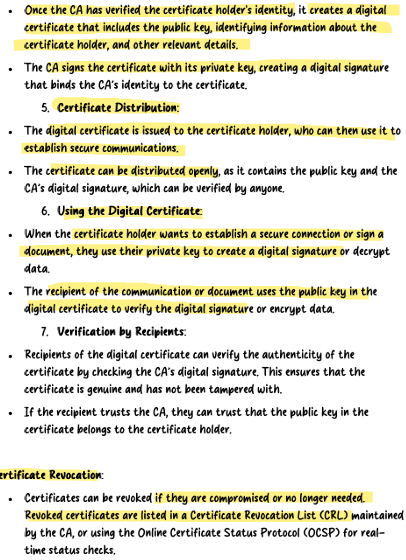 • Once the CA has verified the certificate holder's identity, it creates a digital
certificate that includes the public key, identifying information about the
certificate holder, and other relevant details.
• The CA signs the certificate with its private key, creating a digital signature
that binds the CA's identity to the certificate.
5. Certificate Distribution:
• The digital certificate is issued to the certificate holder, who can then use it to
establish secure communications.
• The certificate can be distributed openly, as it contains the public key and the
CA's digital signature, which can be verified by anyone.
6. Using the Digital Certificate:
• When the certificate holder wants to establish a secure connection or sign a
document, they use their private key to create a digital signature or decrypt
data.
• The recipient of the communication or document uses the public key in the
digital certificate to verify the digital signature or encrypt data.
7. Verification by Recipients:
• Recipients of the digital certificate can verify the authenticity of the
certificate by checking the CA's digital signature. This ensures that the
certificate is genuine and has not been tampered with.
• If the recipient trusts the CA, they can trust that the public key in the
certificate belongs to the certificate holder.
ertificate Revocation:
• Certificates can be revoked if they are compromised or no longer needed.
Revoked certificates are listed in a Certificate Revocation List (CRL) maintained
by the CA, or using the Online Certificate Status Protocol (OCSP) for real-
time status checks.